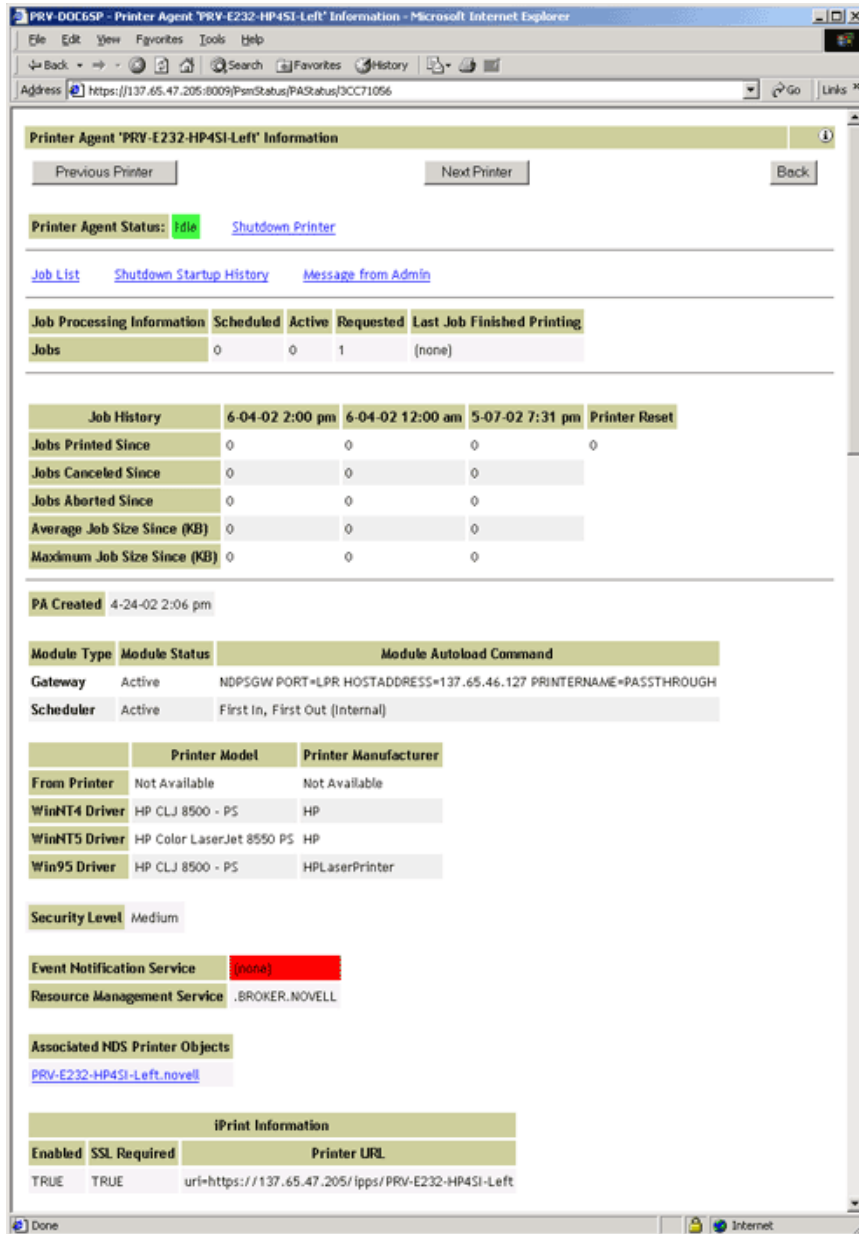 PRV-DOC6SP - Printer Agent 'PRV-E232-HP4SI-Left' Information - Microsoft Internet Explorer
File Edit View Favorites Tools Help
Back Search Favorites History
Address https://137.65.47.205:8009/PsmStatus/PAStatus/3CC71056 Go Links »
Printer Agent 'PRV-E232-HP4SI-Left' Information
Previous Printer Next Printer Back
Printer Agent Status: Idle Shutdown Printer
Job List Shutdown Startup History Message from Admin
Job Processing Information Scheduled Active Requested Last Job Finished Printing
Jobs 0 0 1 (none)
Job History 6-04-02 2:00 pm 6-04-02 12:00 am 5-07-02 7:31 pm Printer Reset
Jobs Printed Since 0 0 0 0
Jobs Canceled Since 0 0 0
Jobs Aborted Since 0 0 0
Average Job Size Since (KB) 0 0 0
Maximum Job Size Since (KB) 0 0 0
PA Created 4-24-02 2:06 pm
Module Type Module Status Module Autoload Command
Gateway Active NDPSGW PORT=LPR HOSTADDRESS=137.65.46.127 PRINTERNAME=PASSTHROUGH
Scheduler Active First In, First Out (Internal)
Printer Model Printer Manufacturer
From Printer Not Available Not Available
WinNT4 Driver HP CLJ 8500 - PS HP
WinNT5 Driver HP Color LaserJet 8550 PS HP
Win95 Driver HP CLJ 8500 - PS HPLaserPrinter
Security Level Medium
Event Notification Service (none)
Resource Management Service .BROKER.NOVELL
Associated NDS Printer Objects
PRV-E232-HP4SI-Left.novell
iPrint Information
Enabled SSL Required Printer URL
TRUE TRUE uri=https://137.65.47.205/ipps/PRV-E232-HP4SI-Left
Done Internet